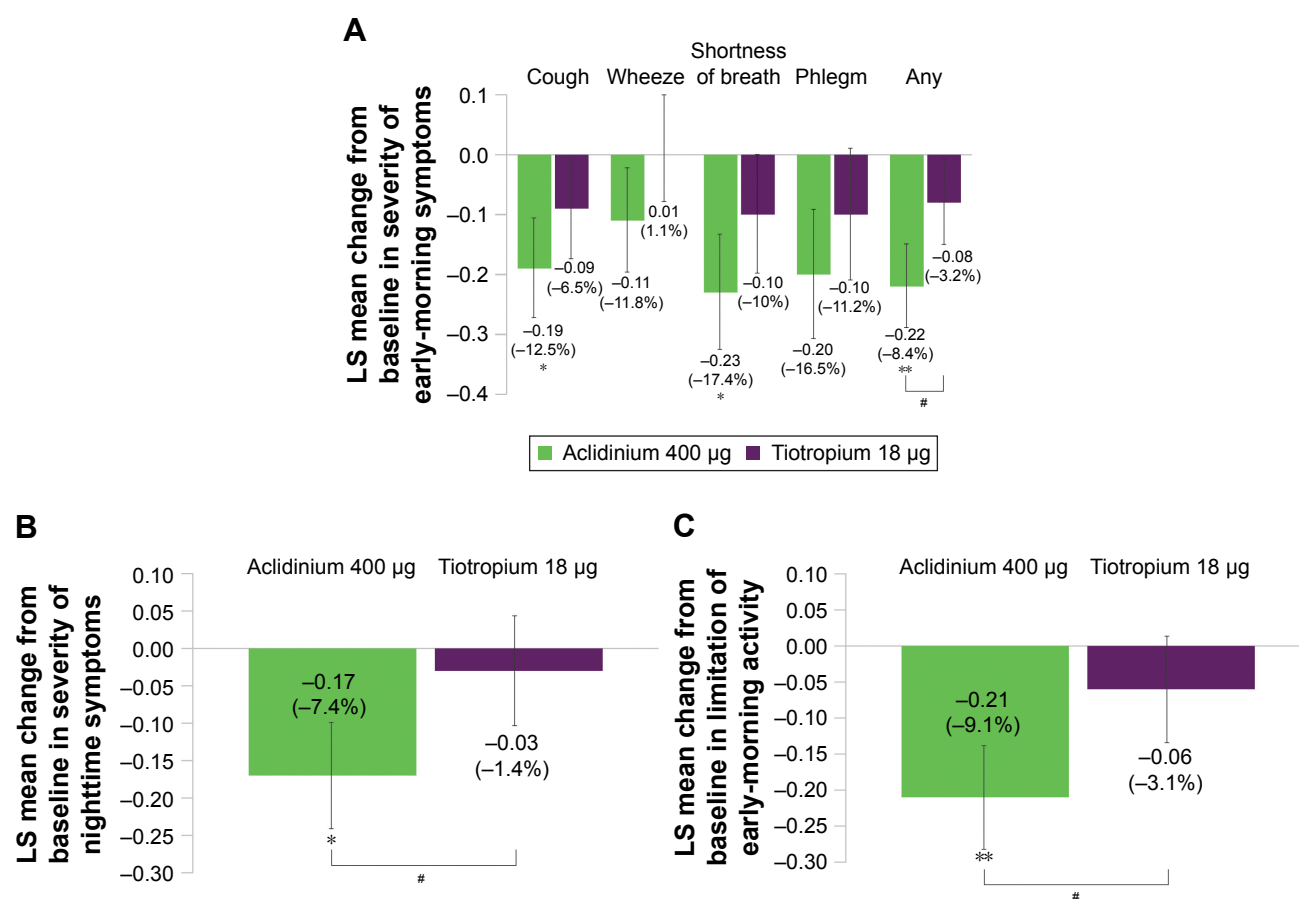 A
LS mean change from
baseline in severity of
early-morning symptoms
Cough
Wheeze
Shortness
of breath
Phlegm
Any
0.1
0.0
–0.1
–0.2
–0.3
–0.4
–0.19
(–12.5%)
*
–0.09
(–6.5%)
–0.11
(–11.8%)
0.01
(1.1%)
–0.23
(–17.4%)
*
–0.10
(–10%)
–0.20
(–16.5%)
–0.10
(–11.2%)
–0.22
(–8.4%)
**
–0.08
(–3.2%)
#
Aclidinium 400 µg
Tiotropium 18 µg
B
LS mean change from
baseline in severity of
nighttime symptoms
Aclidinium 400 µg
Tiotropium 18 µg
0.10
0.05
0.00
–0.05
–0.10
–0.15
–0.20
–0.25
–0.30
–0.17
(–7.4%)
*
–0.03
(–1.4%)
#
C
LS mean change from
baseline in limitation of
early-morning activity
Aclidinium 400 µg
Tiotropium 18 µg
0.10
0.05
0.00
–0.05
–0.10
–0.15
–0.20
–0.25
–0.30
–0.21
(–9.1%)
**
–0.06
(–3.1%)
#